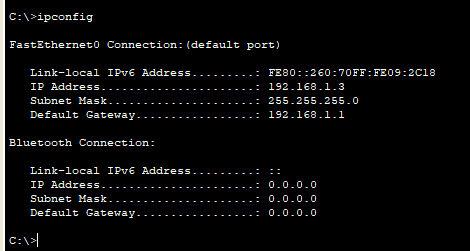 C:\>ipconfig
FastEthernet0 Connection:(default port)
Link-local IPv6 Address.........: FE80::260:70FF:FE09:2C18
IP Address......................: 192.168.1.3
Subnet Mask.....................: 255.255.255.0
Default Gateway.................: 192.168.1.1
Bluetooth Connection:
Link-local IPv6 Address.........: ::
IP Address......................: 0.0.0.0
Subnet Mask.....................: 0.0.0.0
Default Gateway.................: 0.0.0.0
C:\>